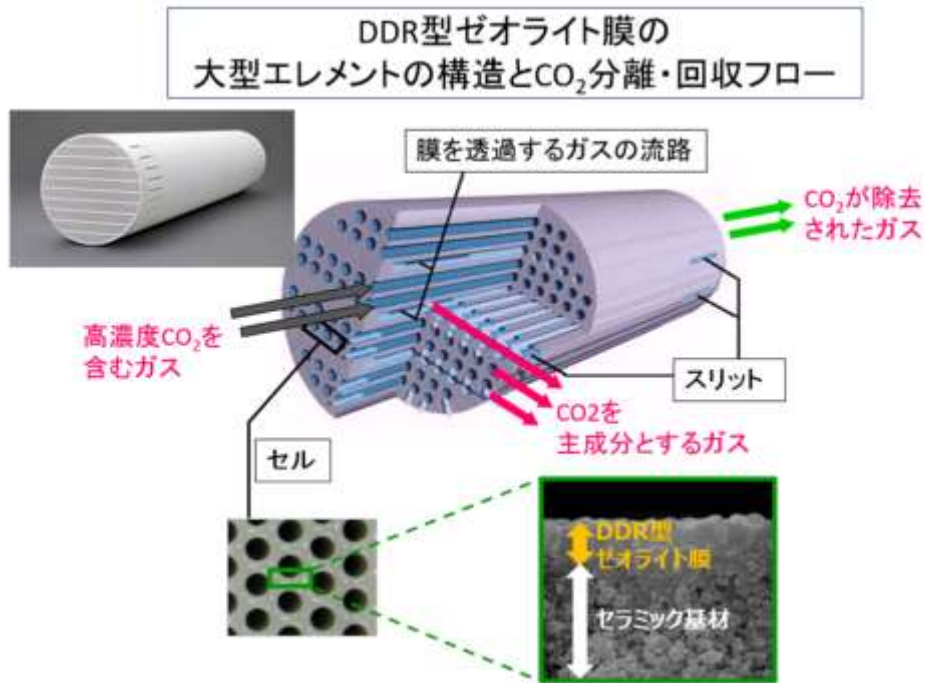 DDR型ゼオライト膜の
大型エレメントの構造とCO₂分離・回収フロー
膜を透過するガスの流路
CO₂が除去
されたガス
高濃度CO₂を
含むガス
スリット
CO2を
主成分とするガス
セル
DDR型
ゼオライト膜
セラミック基材